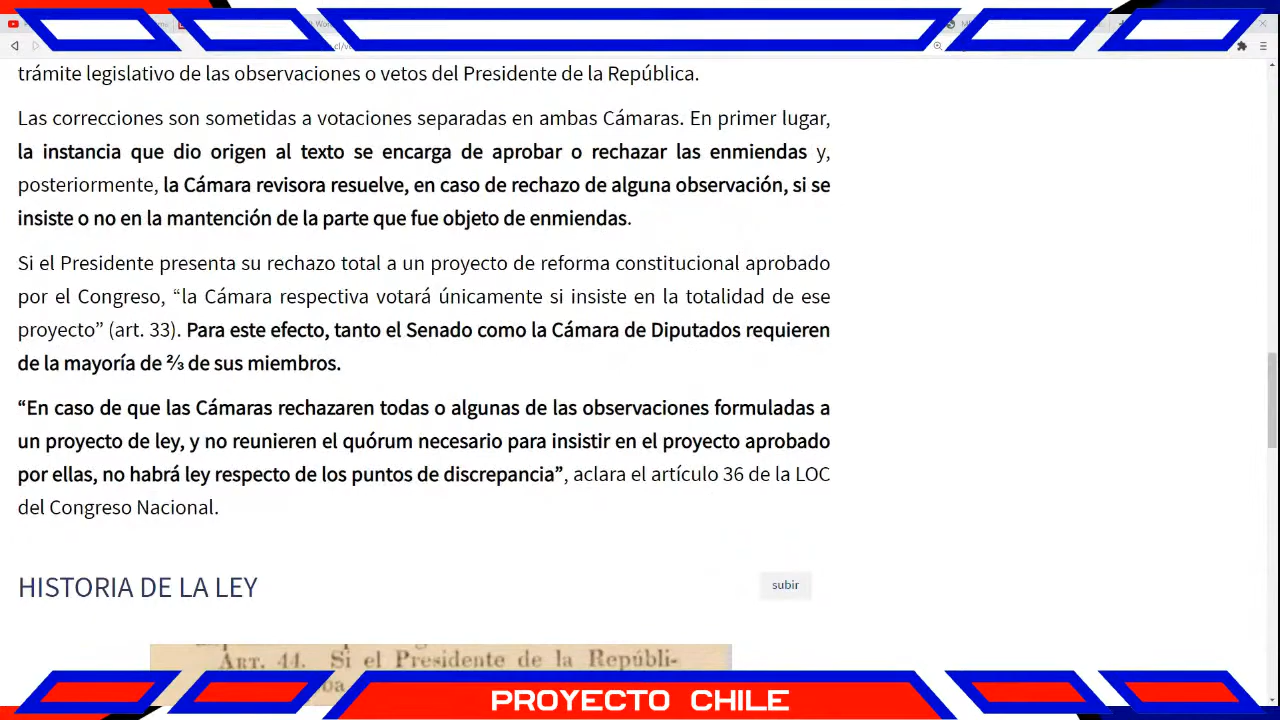 trámite legislativo de las observaciones o vetos del Presidente de la República.
Las correcciones son sometidas a votaciones separadas en ambas Cámaras. En primer lugar,
la instancia que dio origen al texto se encarga de aprobar o rechazar las enmiendas y,
posteriormente, la Cámara revisora resuelve, en caso de rechazo de alguna observación, si se
insiste o no en la mantención de la parte que fue objeto de enmiendas.
Si el Presidente presenta su rechazo total a un proyecto de reforma constitucional aprobado
por el Congreso, “la Cámara respectiva votará únicamente si insiste en la totalidad de ese
proyecto” (art. 33). Para este efecto, tanto el Senado como la Cámara de Diputados requieren
de la mayoría de ⅔ de sus miembros.
“En caso de que las Cámaras rechazaren todas o algunas de las observaciones formuladas a
un proyecto de ley, y no reunieren el quórum necesario para insistir en el proyecto aprobado
por ellas, no habrá ley respecto de los puntos de discrepancia”, aclara el artículo 36 de la LOC
del Congreso Nacional.
HISTORIA DE LA LEY
subir
ART. 44. Si el Presidente de la Repúbli-
PROYECTO CHILE